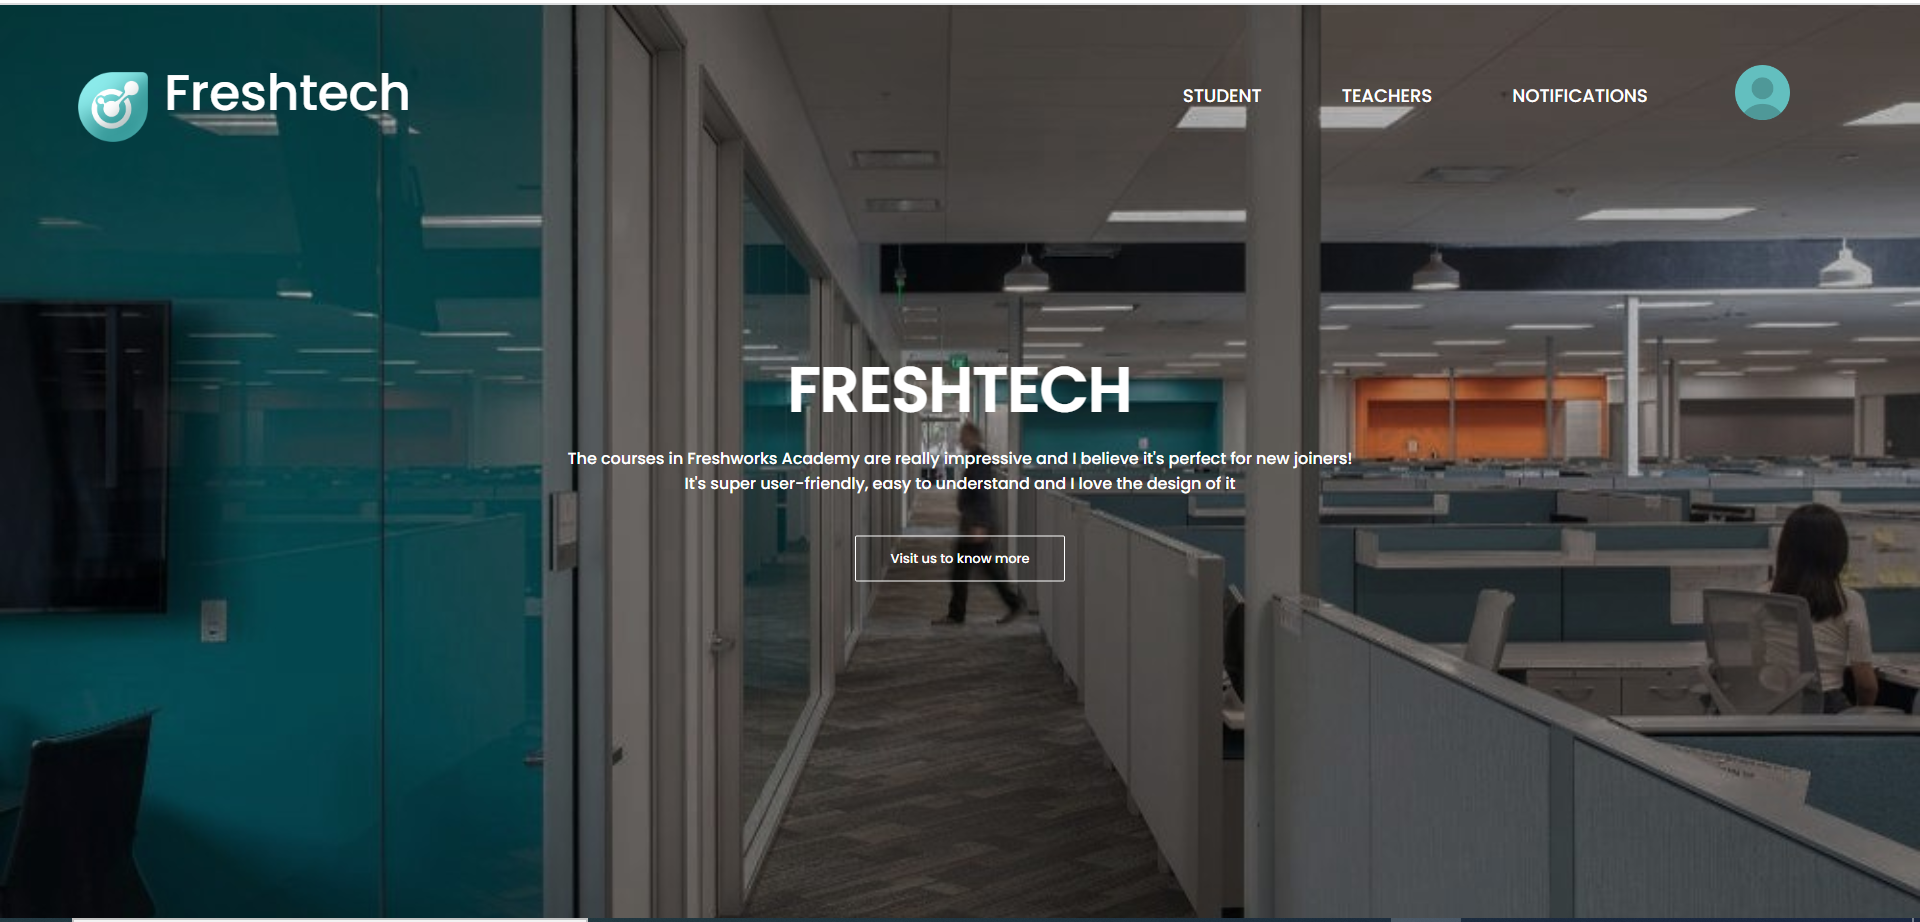 Freshtech
STUDENT
TEACHERS
NOTIFICATIONS
FRESHTECH
The courses in Freshworks Academy are really impressive and I believe it's perfect for new joiners!
It's super user-friendly, easy to understand and I love the design of it
Visit us to know more